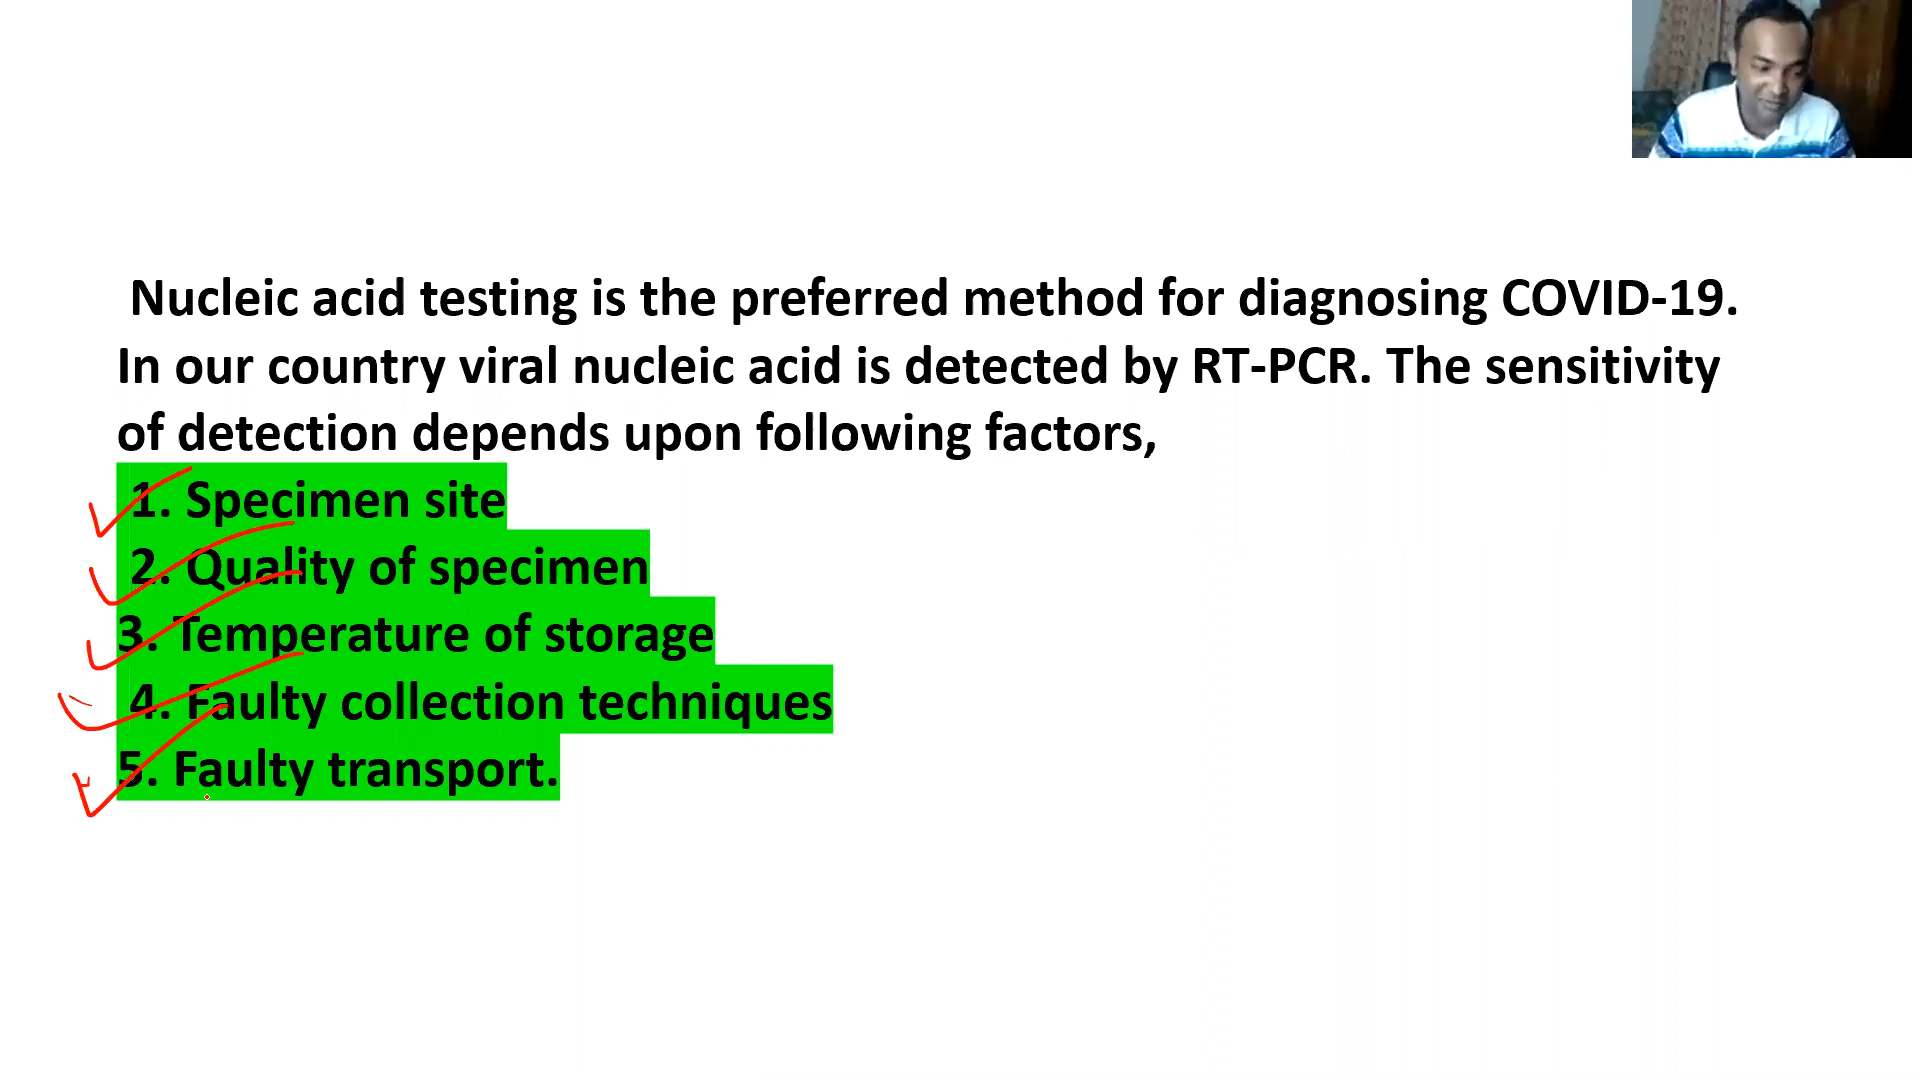 Nucleic acid testing is the preferred method for diagnosing COVID-19.
In our country viral nucleic acid is detected by RT-PCR. The sensitivity
of detection depends upon following factors,
1. Specimen site
2. Quality of specimen
3. Temperature of storage
4. Faulty collection techniques
5. Faulty transport.